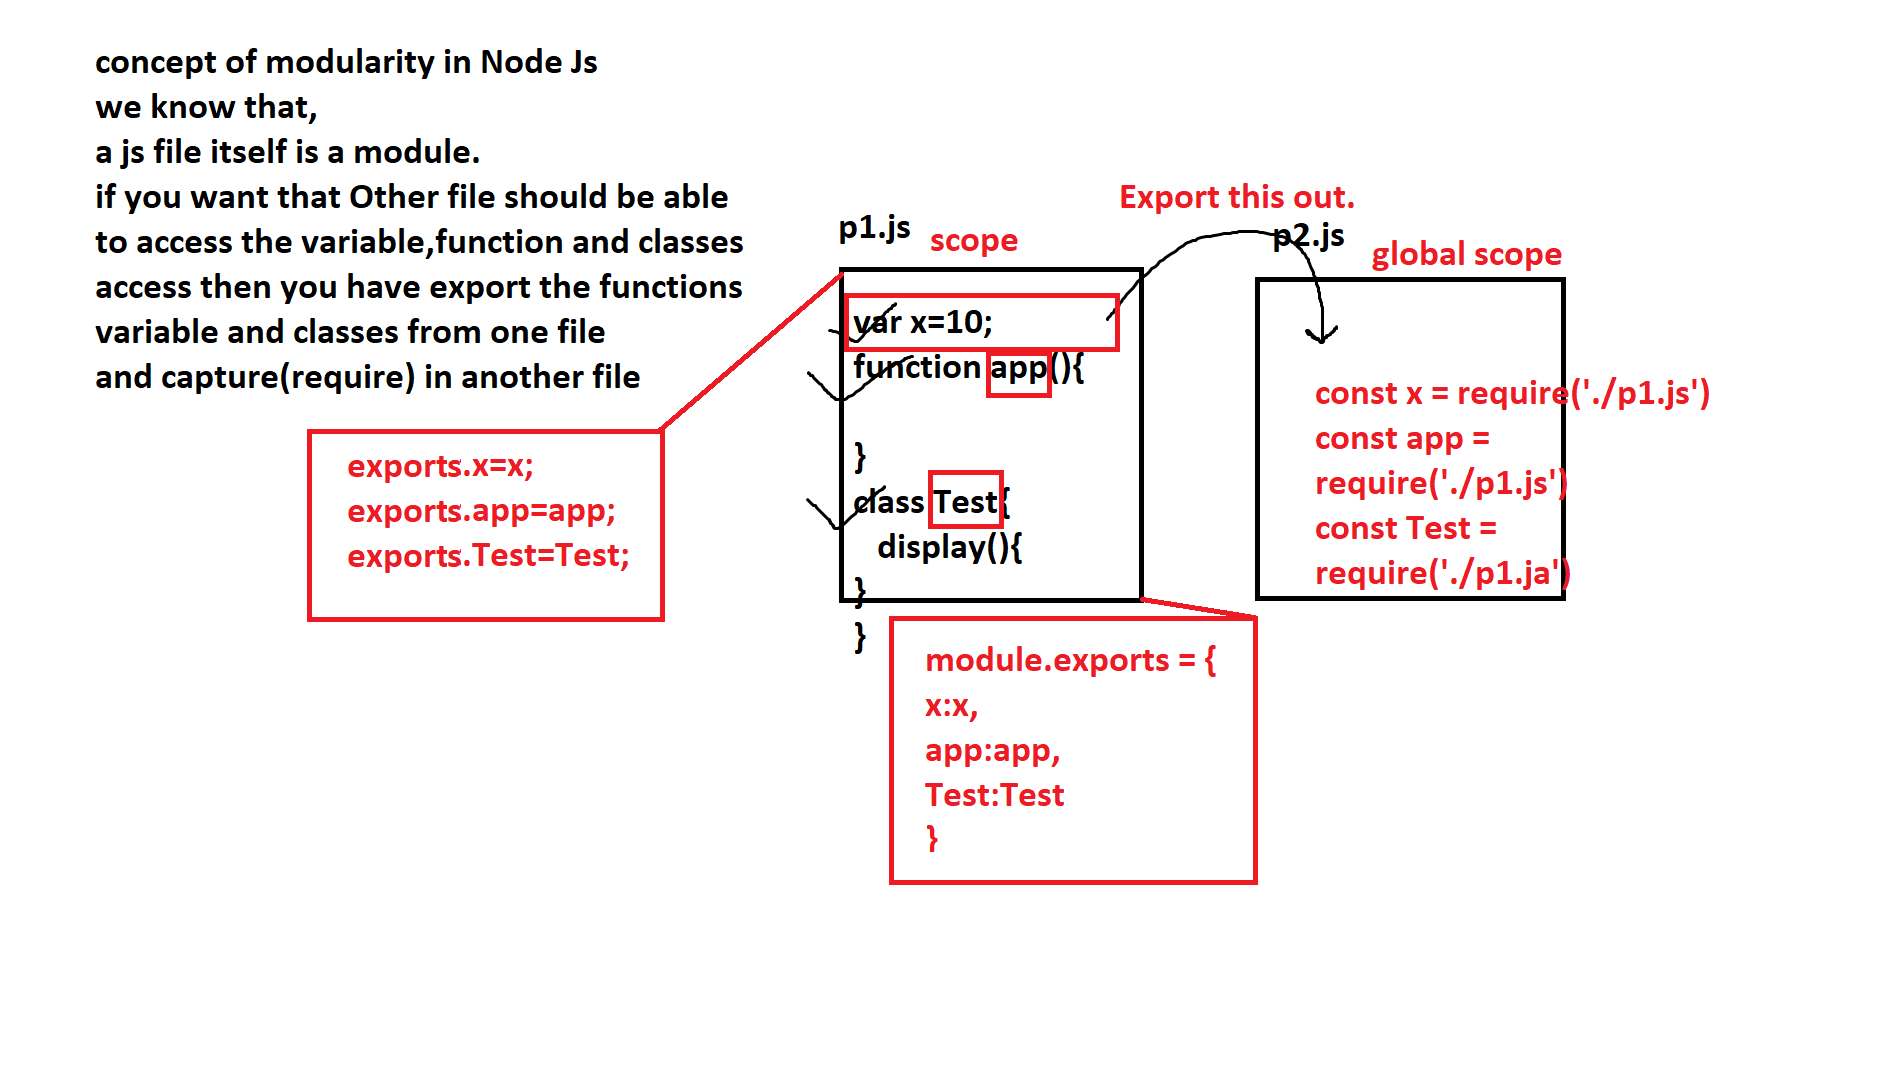 concept of modularity in Node Js
we know that,
a js file itself is a module.
if you want that Other file should be able
to access the variable,function and classes
access then you have export the functions
variable and classes from one file
and capture(require) in another file
exports.x=x;
exports.app=app;
exports.Test=Test;
p1.js
scope
var x=10;
function app(){
}
class Test{
display(){
}
}
module.exports = {
x:x,
app:app,
Test:Test
}
Export this out.
p2.js
global scope
const x = require('./p1.js')
const app =
require('./p1.js')
const Test =
require('./p1.ja')